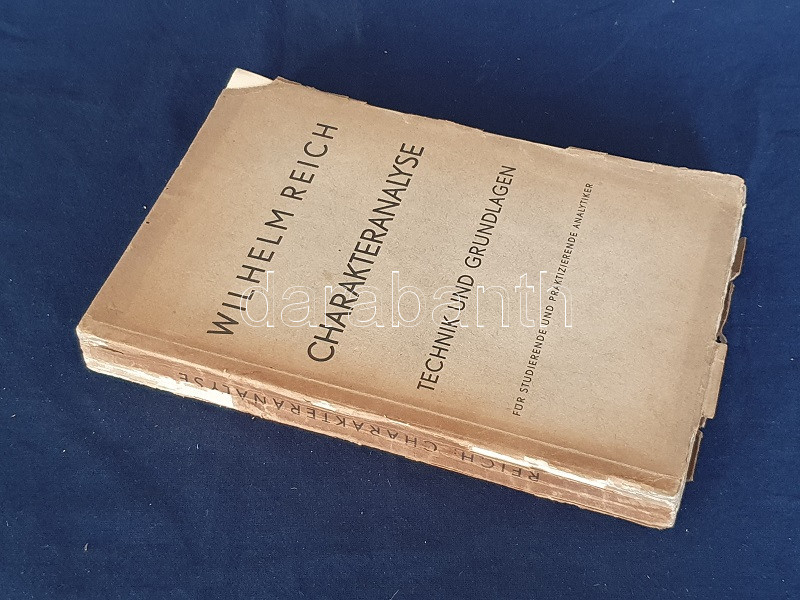 WILHELM REICH
CHARAKTERANALYSE
TECHNIK UND GRUNDLAGEN
FÜR STUDIERENDE UND PRAKTIZIERENDE ANALYTIKER
REICH: CHARAKTERANALYSE
darabanth